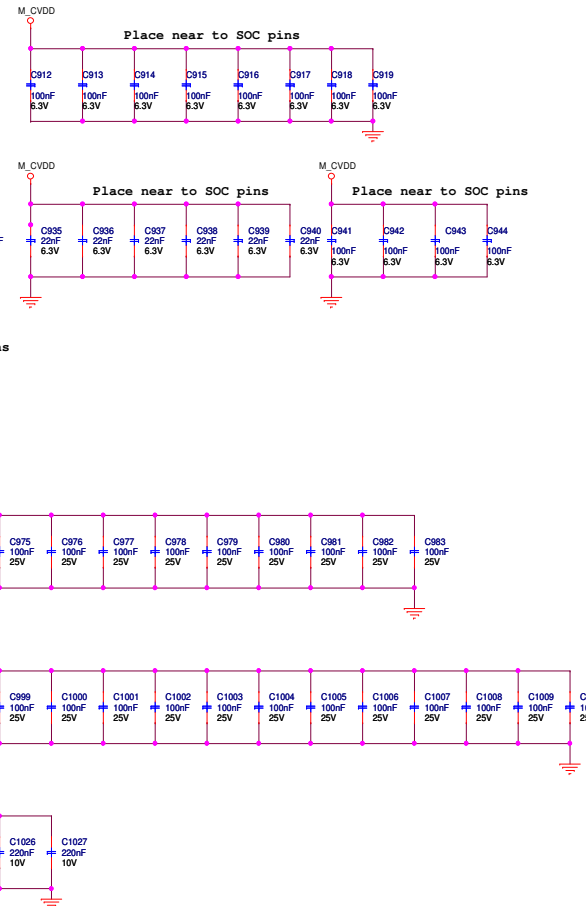 M_CVDD
Place near to SOC pins
C912 C913 C914 C915 C916 C917 C918 C919
100nF 100nF 100nF 100nF 100nF 100nF 100nF 100nF
6.3V 6.3V 6.3V 6.3V 6.3V 6.3V 6.3V 6.3V
M_CVDD M_CVDD
Place near to SOC pins Place near to SOC pins
C935 C936 C937 C938 C939 C940 C941 C942 C943 C944
F 22nF 22nF 22nF 22nF 22nF 22nF 100nF 100nF 100nF 100nF
6.3V 6.3V 6.3V 6.3V 6.3V 6.3V 6.3V 6.3V 6.3V 6.3V
s
C975 C976 C977 C978 C979 C980 C981 C982 C983
100nF 100nF 100nF 100nF 100nF 100nF 100nF 100nF 100nF
25V 25V 25V 25V 25V 25V 25V 25V 25V
C999 C1000 C1001 C1002 C1003 C1004 C1005 C1006 C1007 C1008 C1009
100nF 100nF 100nF 100nF 100nF 100nF 100nF 100nF 100nF 100nF 100nF
25V 25V 25V 25V 25V 25V 25V 25V 25V 25V 25V
C1026 C1027
220nF 220nF
10V 10V